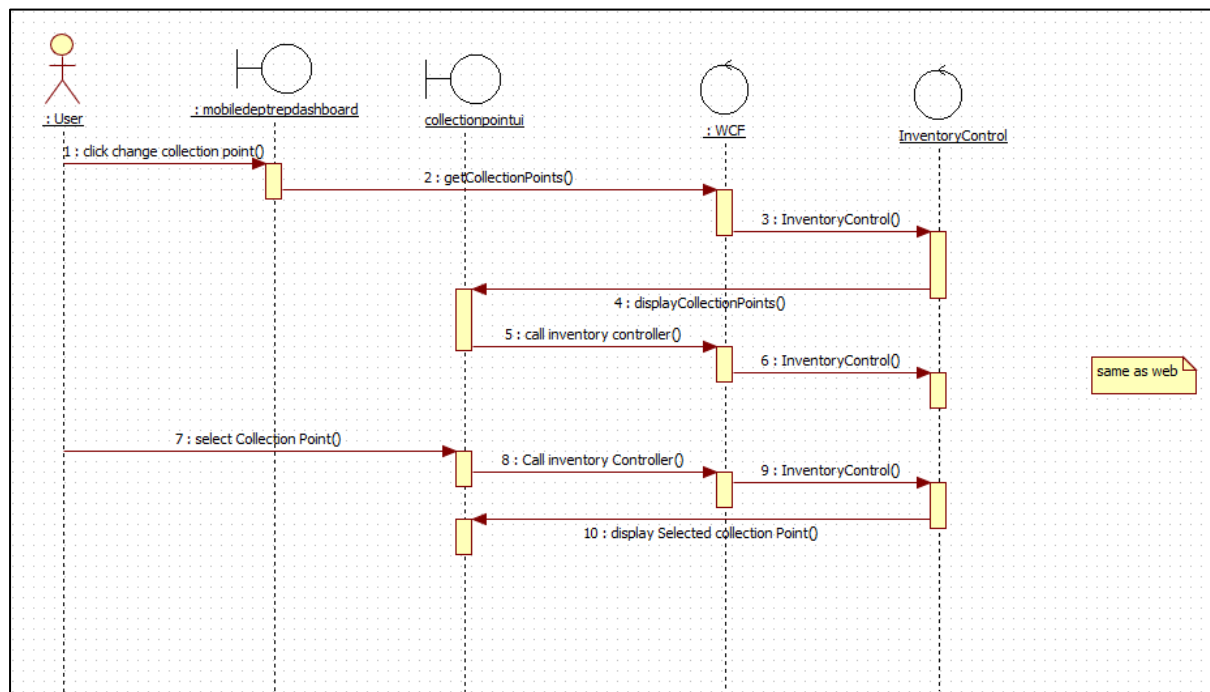 : User
: mobiledeptrepdashboard
collectionpointui
: WCF
InventoryControl
1 : click change collection point()
2 : getCollectionPoints()
3 : InventoryControl()
4 : displayCollectionPoints()
5 : call inventory controller()
6 : InventoryControl()
same as web
7 : select Collection Point()
8 : Call inventory Controller()
9 : InventoryControl()
10 : display Selected collection Point()